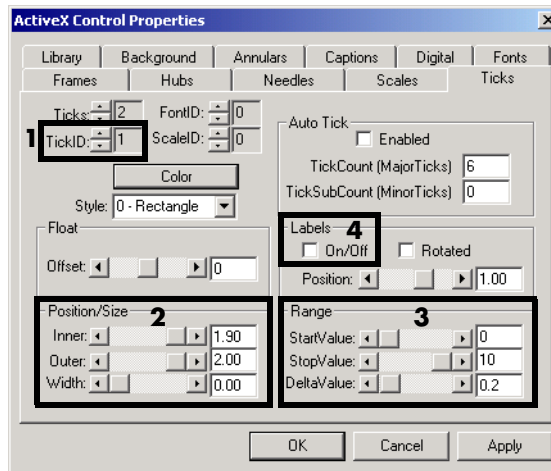 ActiveX Control Properties
Library Background Annulars Captions Digital Fonts
Frames Hubs Needles Scales Ticks
Ticks: 2 FontID: 0
1 TickID: 1 ScaleID: 0
Color
Style: 0 - Rectangle
Auto Tick
Enabled
TickCount (MajorTicks) 6
TickSubCount (MinorTicks) 0
Float
Offset: 0
Labels 4
On/Off Rotated
Position: 1.00
Position/Size 2
Inner: 1.90
Outer: 2.00
Width: 0.00
Range 3
StartValue: 0
StopValue: 10
DeltaValue: 0.2
OK Cancel Apply